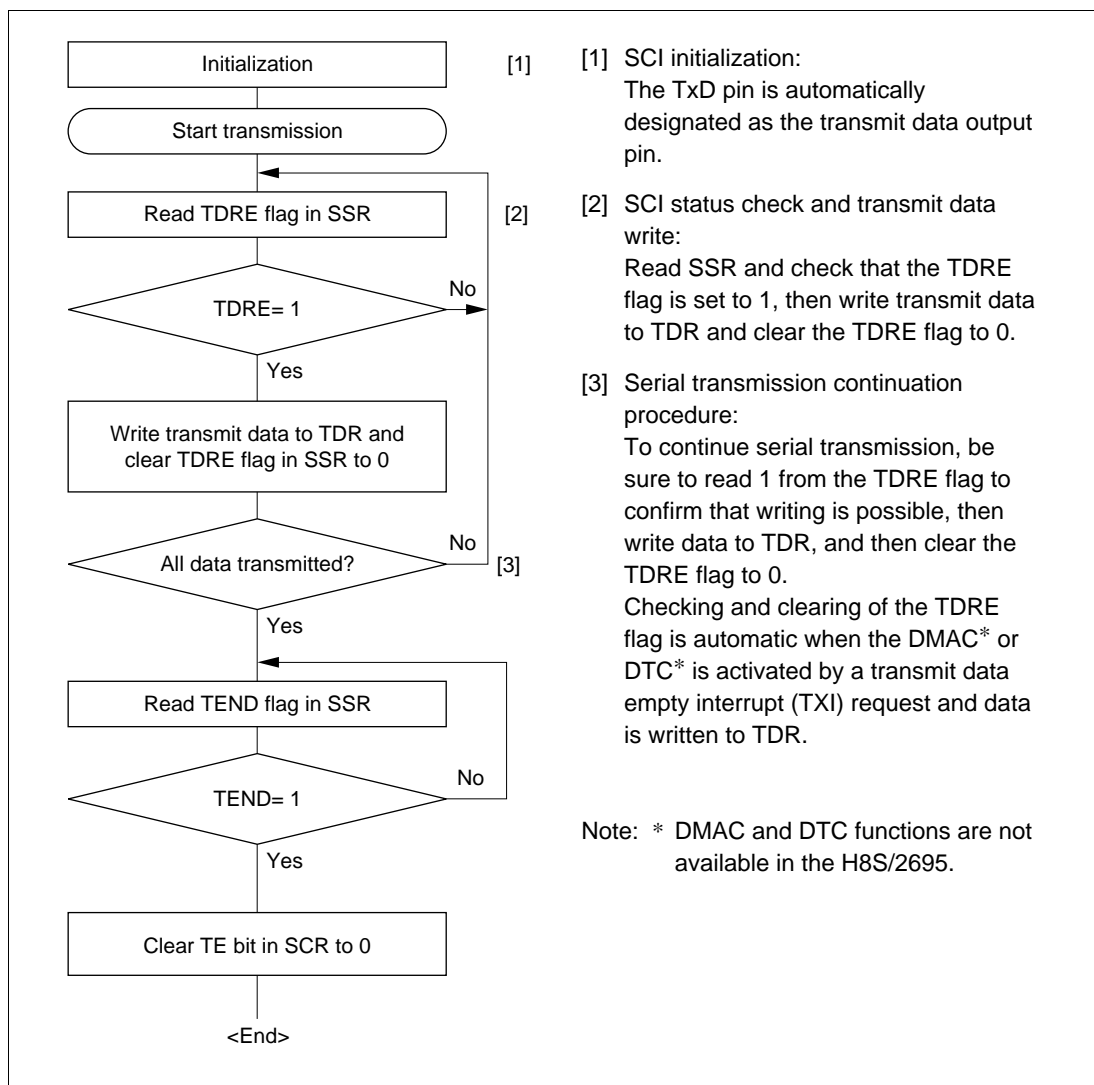 Initialization [1]
Start transmission
Read TDRE flag in SSR [2]
No
TDRE= 1
Yes
Write transmit data to TDR and
clear TDRE flag in SSR to 0
No
All data transmitted? [3]
Yes
Read TEND flag in SSR
No
TEND= 1
Yes
Clear TE bit in SCR to 0
<End>
[1] SCI initialization:
The TxD pin is automatically
designated as the transmit data output
pin.
[2] SCI status check and transmit data
write:
Read SSR and check that the TDRE
flag is set to 1, then write transmit data
to TDR and clear the TDRE flag to 0.
[3] Serial transmission continuation
procedure:
To continue serial transmission, be
sure to read 1 from the TDRE flag to
confirm that writing is possible, then
write data to TDR, and then clear the
TDRE flag to 0.
Checking and clearing of the TDRE
flag is automatic when the DMAC* or
DTC* is activated by a transmit data
empty interrupt (TXI) request and data
is written to TDR.
Note: * DMAC and DTC functions are not
available in the H8S/2695.